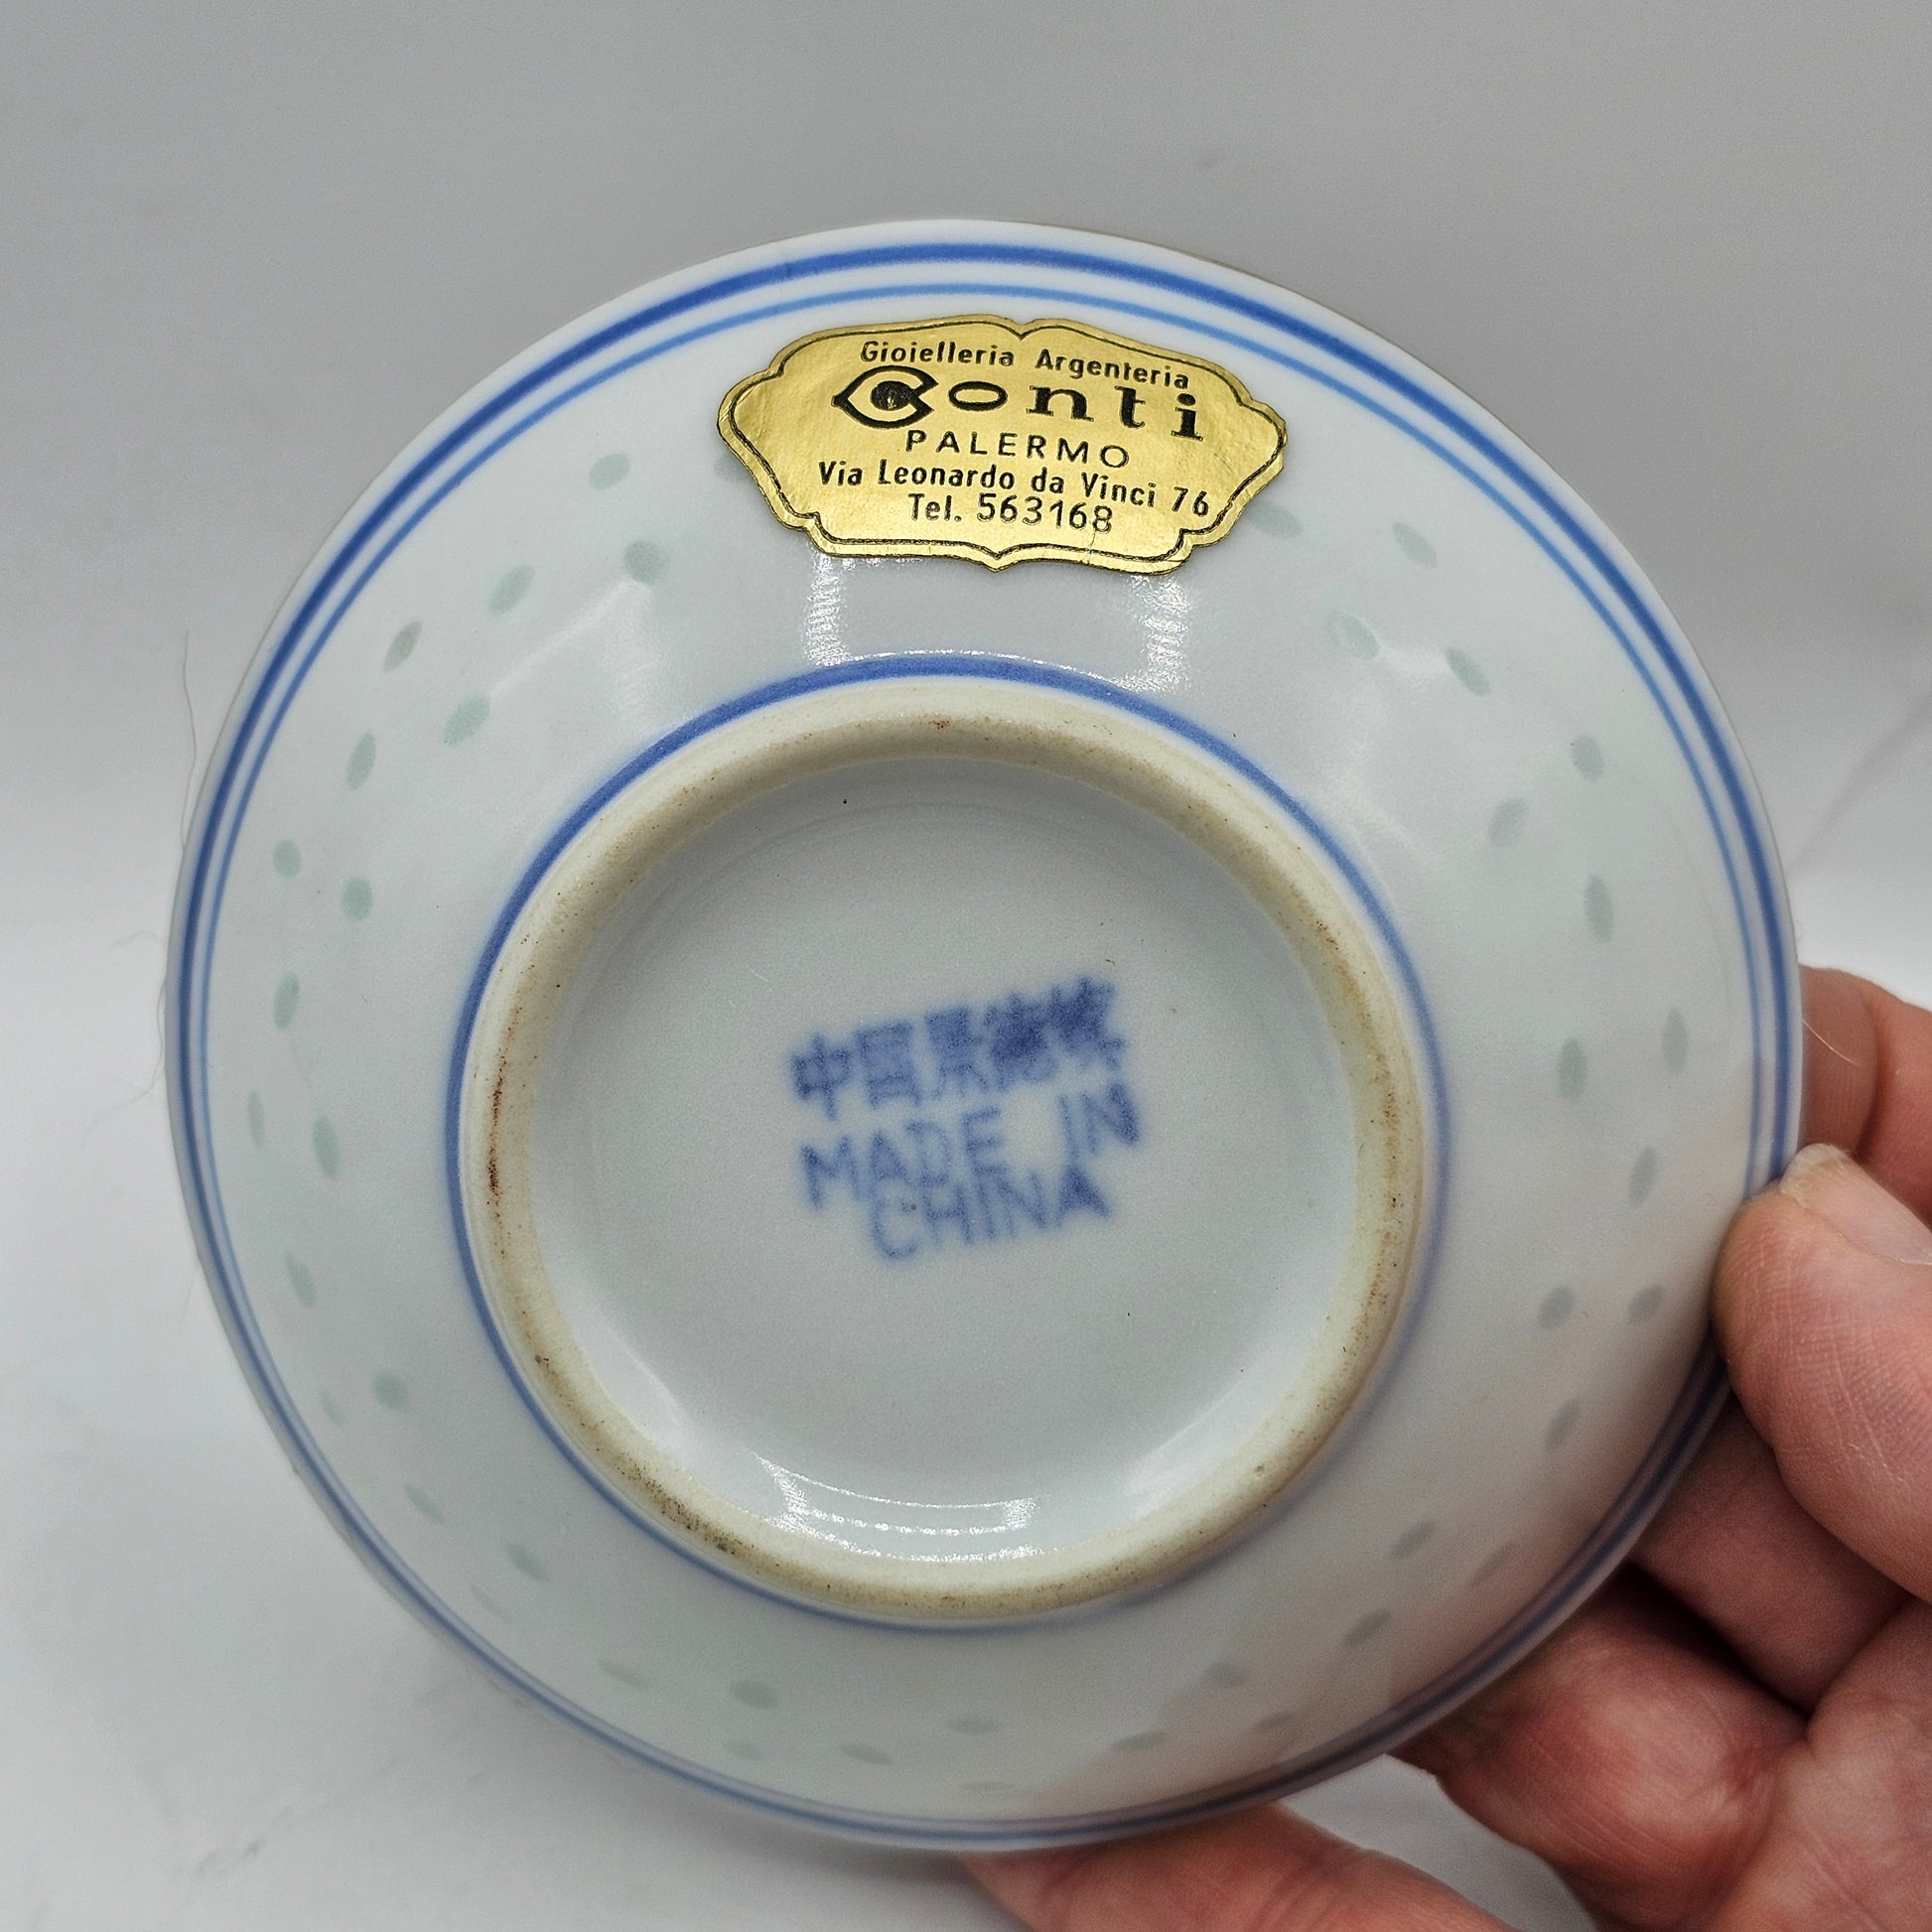 Gioielleria Argenteria
Conti
PALERMO
Via Leonardo da Vinci 76
Tel. 563168
中国景德镇
MADE IN
CHINA